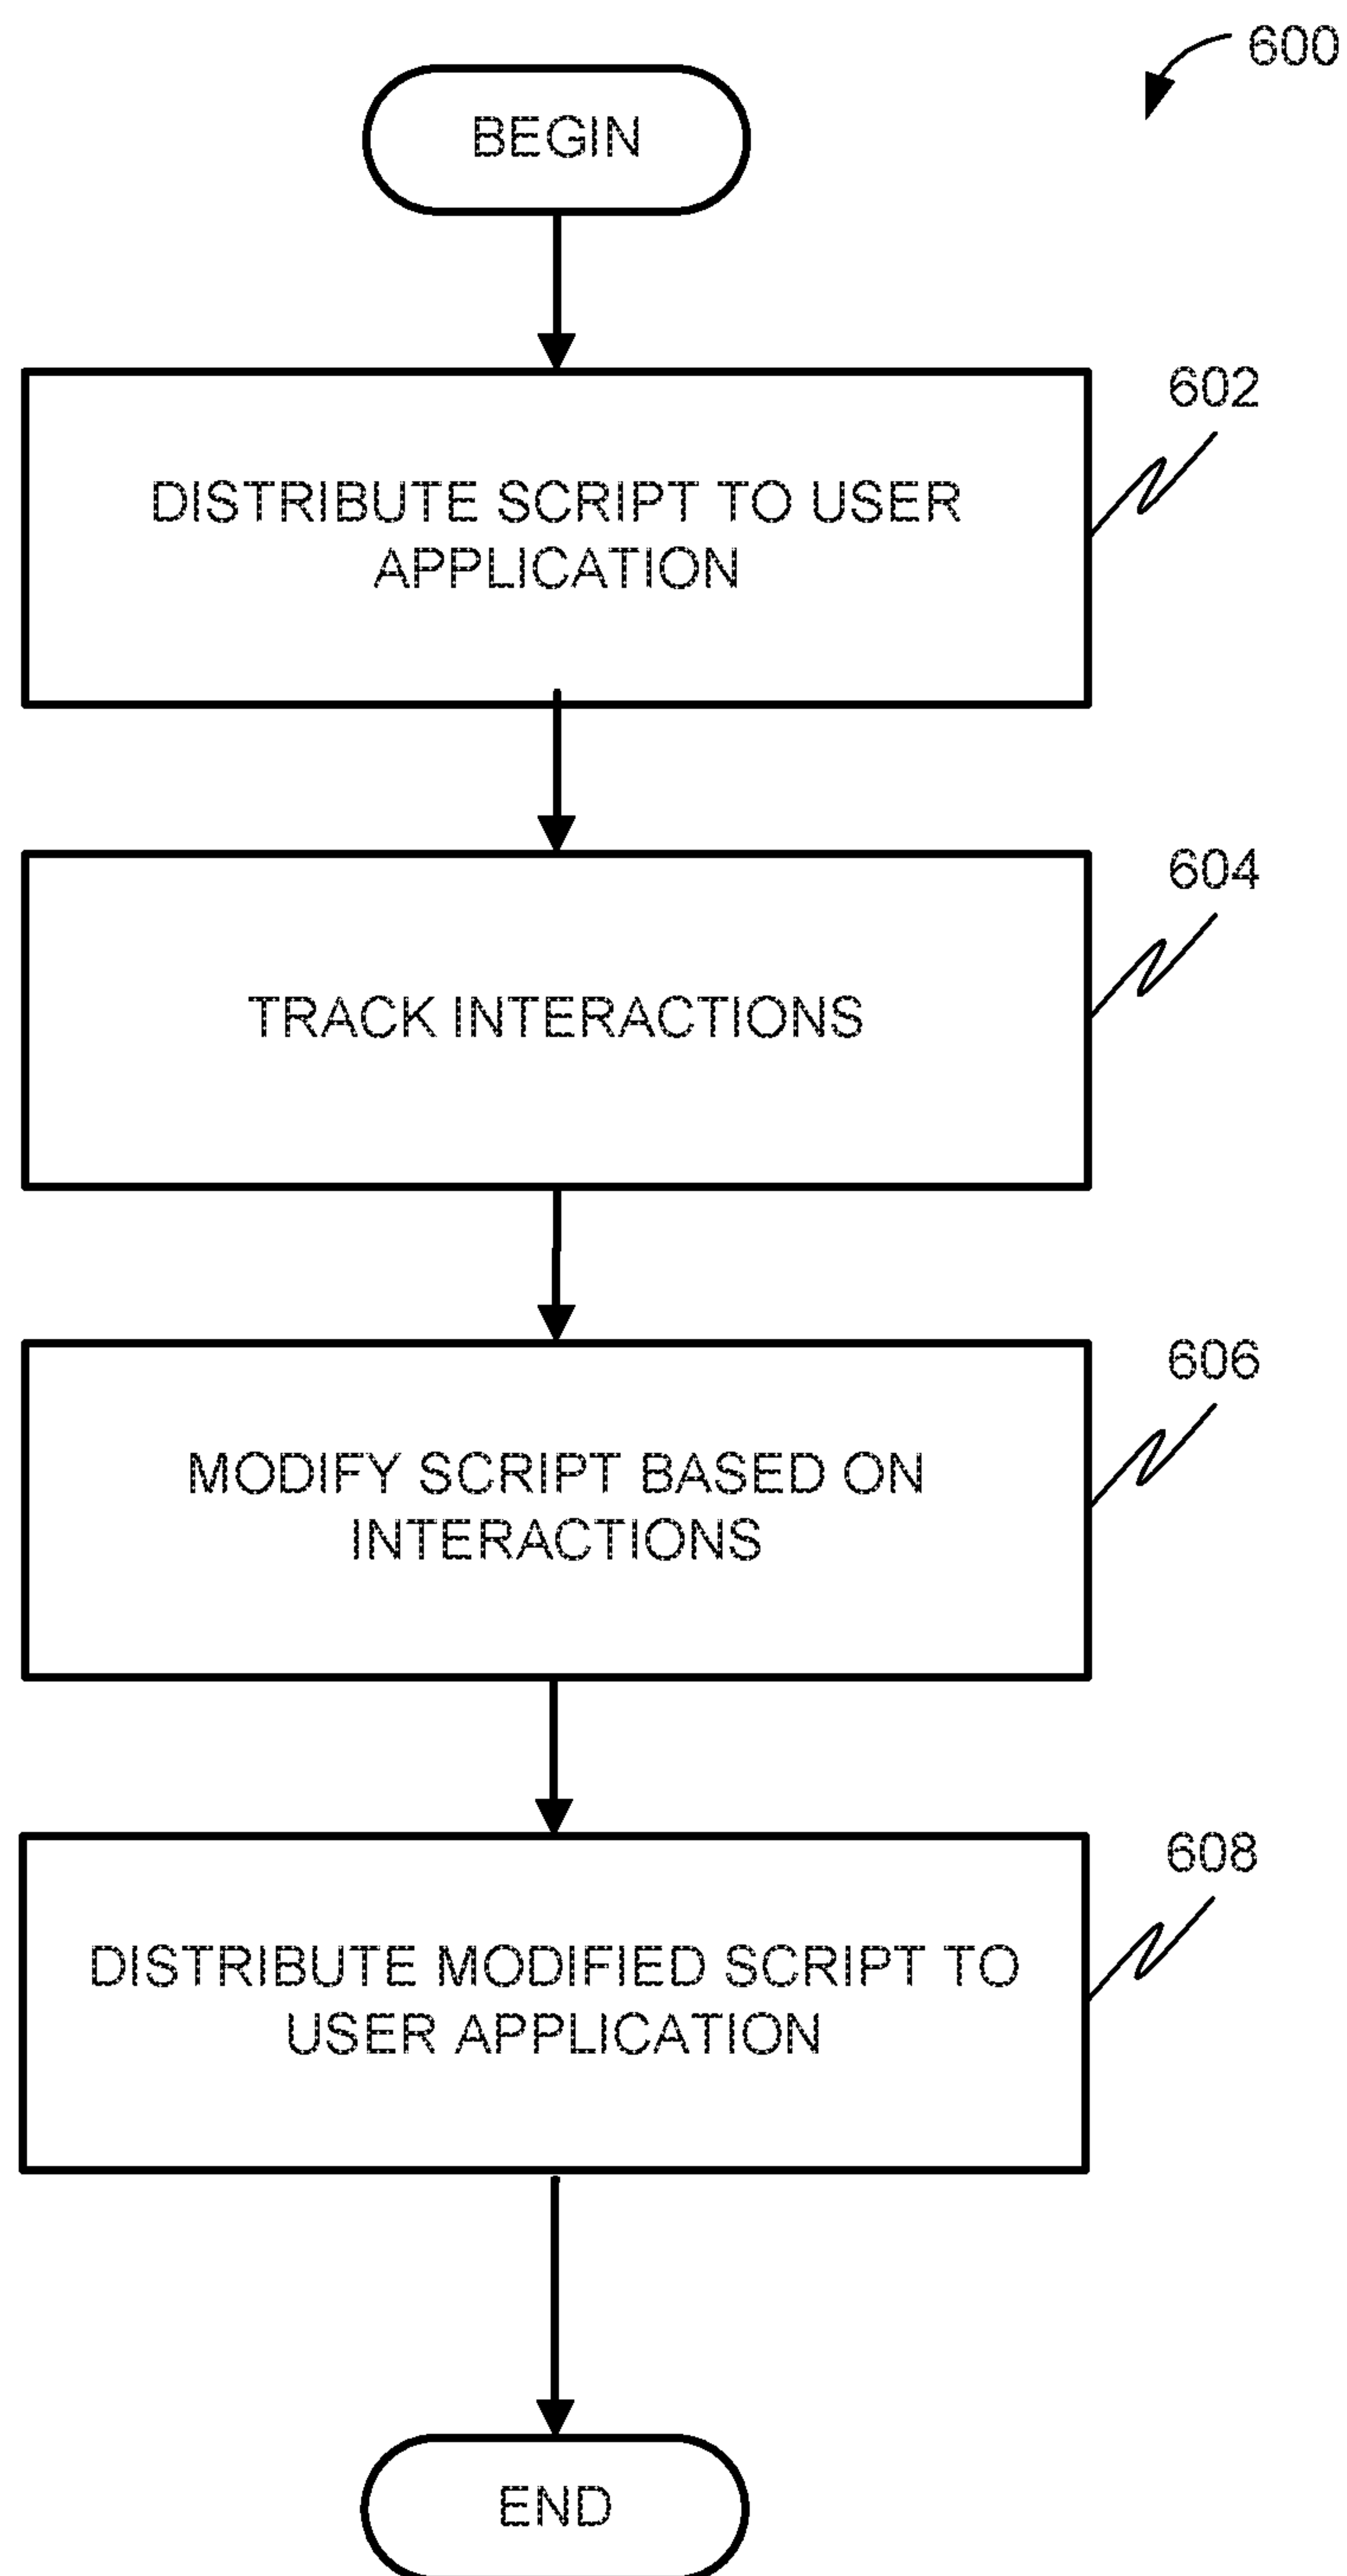 600
BEGIN
602
DISTRIBUTE SCRIPT TO USER
APPLICATION
604
TRACK INTERACTIONS
606
MODIFY SCRIPT BASED ON
INTERACTIONS
608
DISTRIBUTE MODIFIED SCRIPT TO
USER APPLICATION
END